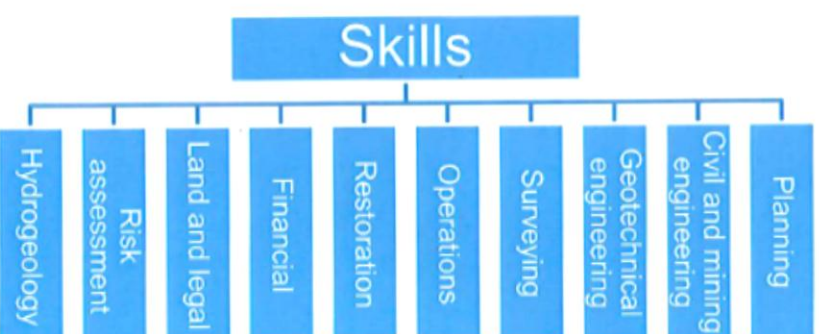 Skills
Hydrogeology
Risk
assessment
Land and legal
Financial
Restoration
Operations
Surveying
Geotechnical
engineering
Civil and mining
engineering
Planning